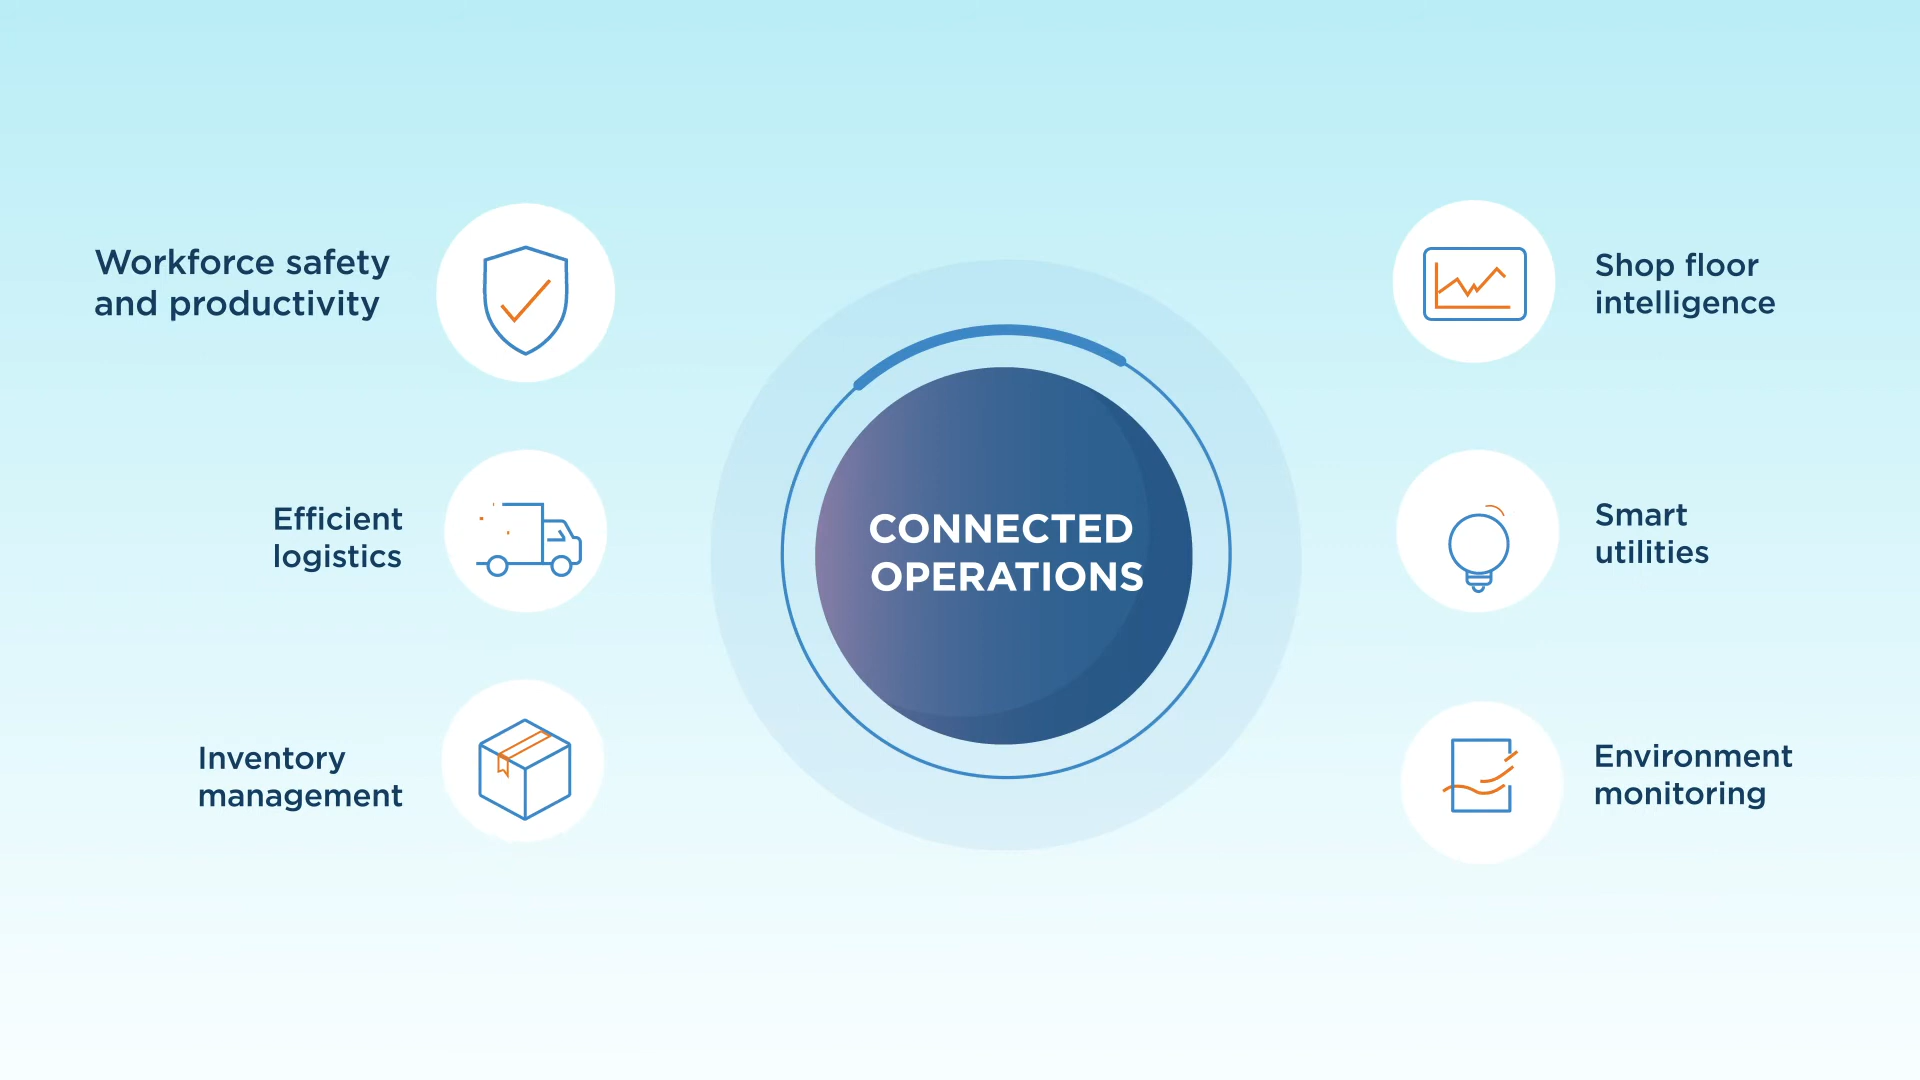 Workforce safety
and productivity
Efficient
logistics
Inventory
management
CONNECTED
OPERATIONS
Shop floor
intelligence
Smart
utilities
Environment
monitoring